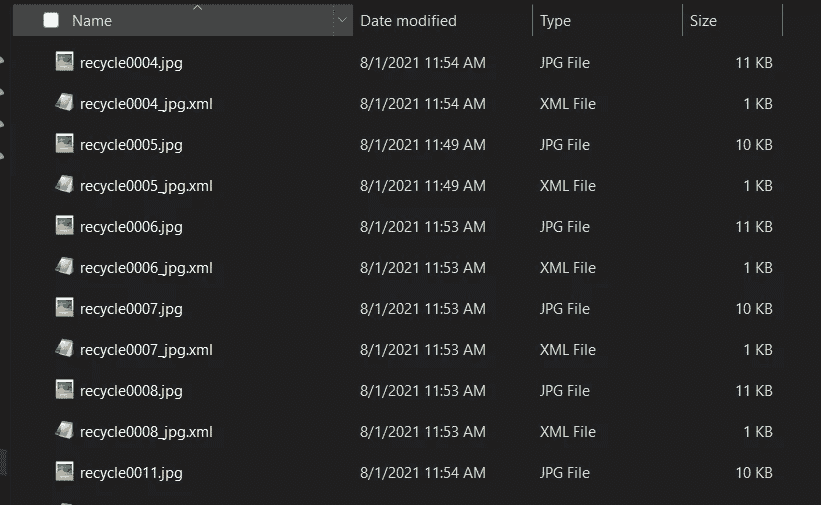 Name Date modified Type Size
recycle0004.jpg 8/1/2021 11:54 AM JPG File 11 KB
recycle0004_jpg.xml 8/1/2021 11:54 AM XML File 1 KB
recycle0005.jpg 8/1/2021 11:49 AM JPG File 10 KB
recycle0005_jpg.xml 8/1/2021 11:49 AM XML File 1 KB
recycle0006.jpg 8/1/2021 11:53 AM JPG File 11 KB
recycle0006_jpg.xml 8/1/2021 11:53 AM XML File 1 KB
recycle0007.jpg 8/1/2021 11:53 AM JPG File 10 KB
recycle0007_jpg.xml 8/1/2021 11:53 AM XML File 1 KB
recycle0008.jpg 8/1/2021 11:53 AM JPG File 11 KB
recycle0008_jpg.xml 8/1/2021 11:53 AM XML File 1 KB
recycle0011.jpg 8/1/2021 11:54 AM JPG File 10 KB